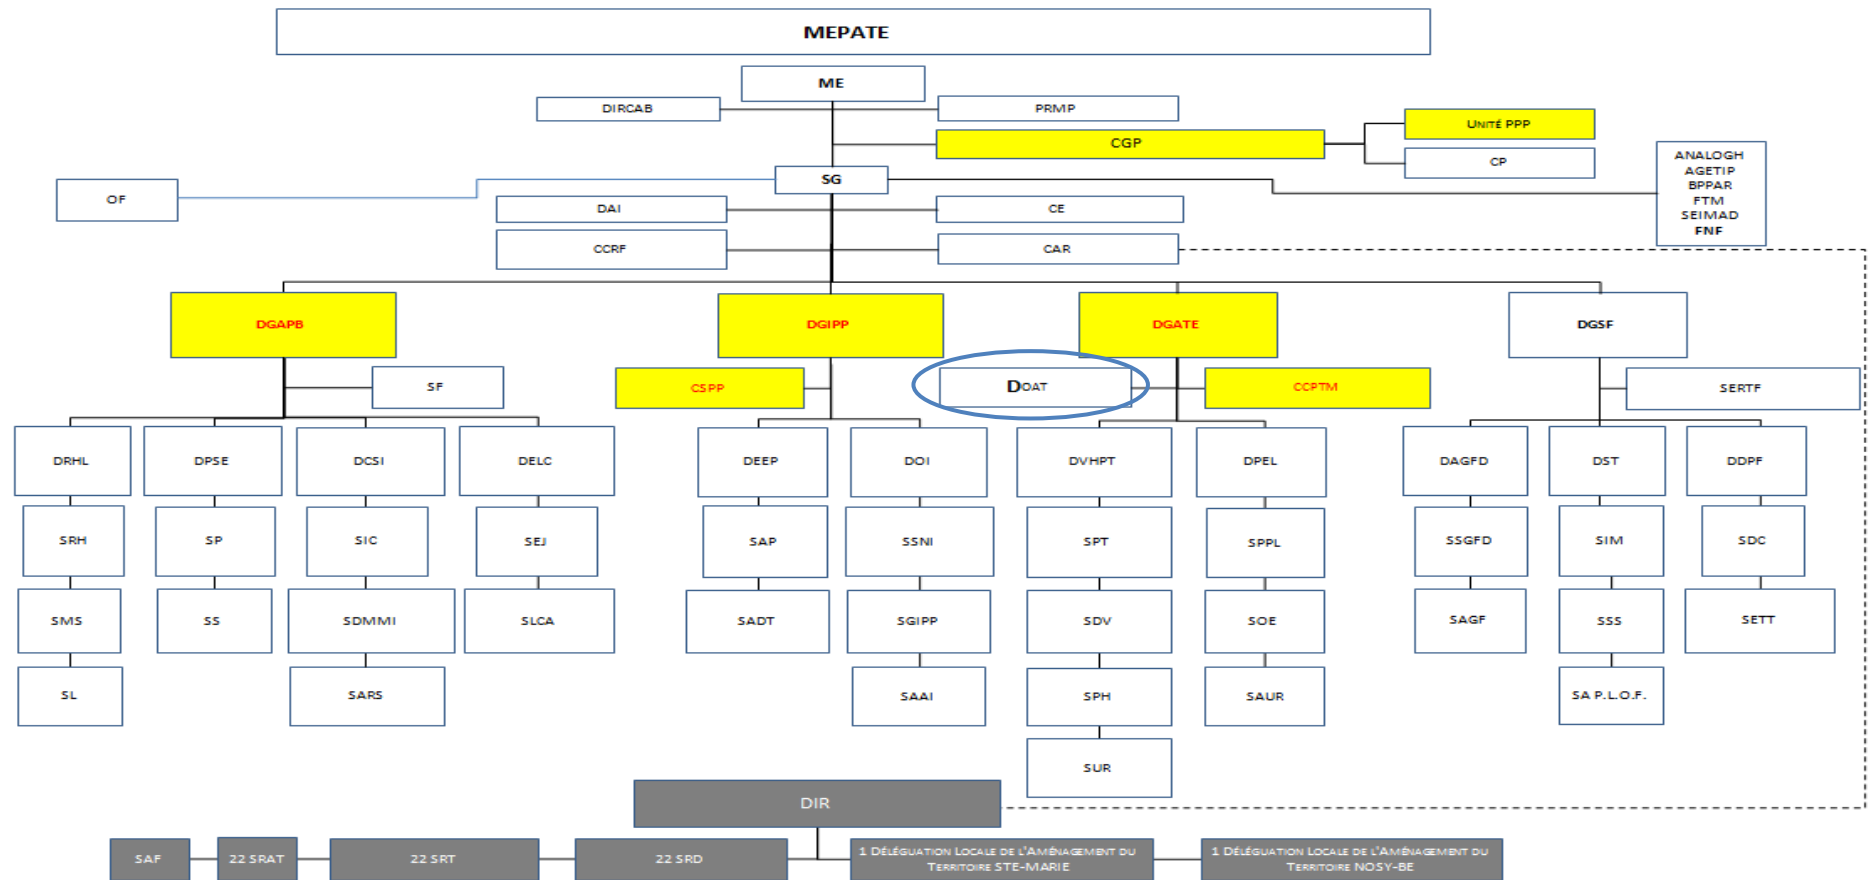 MEPATE
ME
DIRCAB
PRMP
UNITÉ PPP
CGP
CP
ANALOGH
AGETIP
BPPAR
FTM
SEIMAD
FNF
SG
OF
DAI
CE
CCRF
CAR
DGAPB
DGIPP
DGATE
DGSF
SF
CSPP
DOAT
CCPTM
SERTF
DRHL
DPSE
DCSI
DELC
DEEP
DOI
DVHPT
DPEL
DAGFD
DST
DDPF
SRH
SP
SIC
SEJ
SAP
SSNI
SPT
SPPL
SSGFD
SIM
SDC
SMS
SS
SDMMI
SLCA
SADT
SGIPP
SDV
SOE
SAGF
SSS
SETT
SL
SARS
SAAI
SPH
SAUR
SA P.L.O.F.
SUR
DIR
SAF
22 SRAT
22 SRT
22 SRD
1 DÉLÉGUATION LOCALE DE L'AMÉNAGEMENT DU
TERRITOIRE STE-MARIE
1 DÉLÉGUATION LOCALE DE L'AMÉNAGEMENT DU
TERRITOIRE NOSY-BE